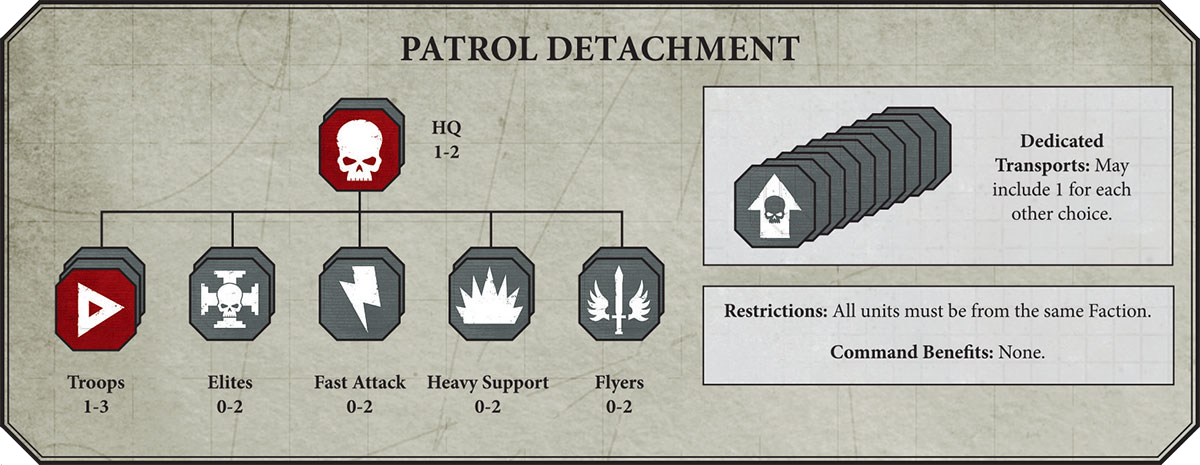 PATROL DETACHMENT
HQ
1-2
Troops
1-3
Elites
0-2
Fast Attack
0-2
Heavy Support
0-2
Flyers
0-2
Dedicated
Transports: May
include 1 for each
other choice.
Restrictions: All units must be from the same Faction.
Command Benefits: None.